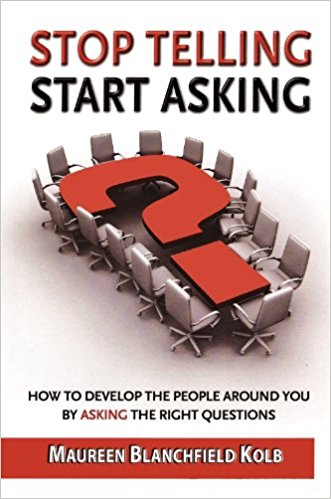 STOP TELLING
START ASKING
HOW TO DEVELOP THE PEOPLE AROUND YOU
BY ASKING THE RIGHT QUESTIONS
MAUREEN BLANCHFIELD KOLB